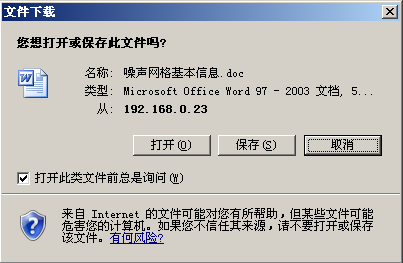 文件下载
您想打开或保存此文件吗?
名称: 噪声网格基本信息.doc
类型: Microsoft Office Word 97 - 2003 文档, 5...
从: 192.168.0.23
打开(O) 保存(S) 取消
打开此类文件前总是询问(W)
来自 Internet 的文件可能对您有所帮助，但某些文件可能
危害您的计算机。如果您不信任其来源，请不要打开或保存
该文件。有何风险?